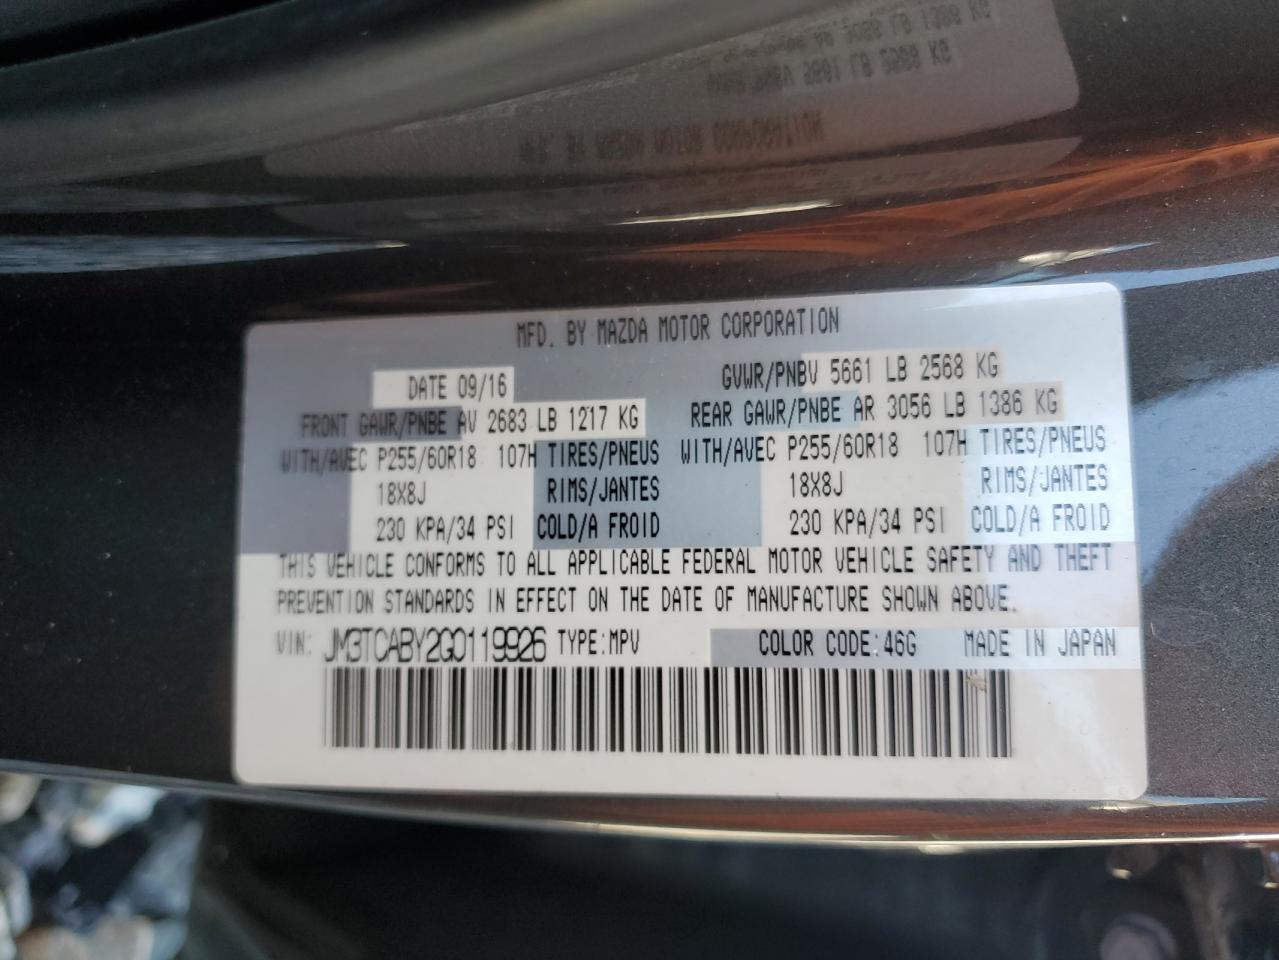 MFD. BY MAZDA MOTOR CORPORATION
DATE 09/16 GVWR/PNBV 5661 LB 2568 KG
FRONT GAWR/PNBE AV 2683 LB 1217 KG REAR GAWR/PNBE AR 3056 LB 1386 KG
WITH/AVEC P255/60R18 107H TIRES/PNEUS WITH/AVEC P255/60R18 107H TIRES/PNEUS
18X8J RIMS/JANTES 18X8J RIMS/JANTES
230 KPA/34 PSI COLD/A FROID 230 KPA/34 PSI COLD/A FROID
THIS VEHICLE CONFORMS TO ALL APPLICABLE FEDERAL MOTOR VEHICLE SAFETY AND THEFT
PREVENTION STANDARDS IN EFFECT ON THE DATE OF MANUFACTURE SHOWN ABOVE.
VIN: JM3TCABY2G0119926 TYPE:MPV COLOR CODE:46G MADE IN JAPAN